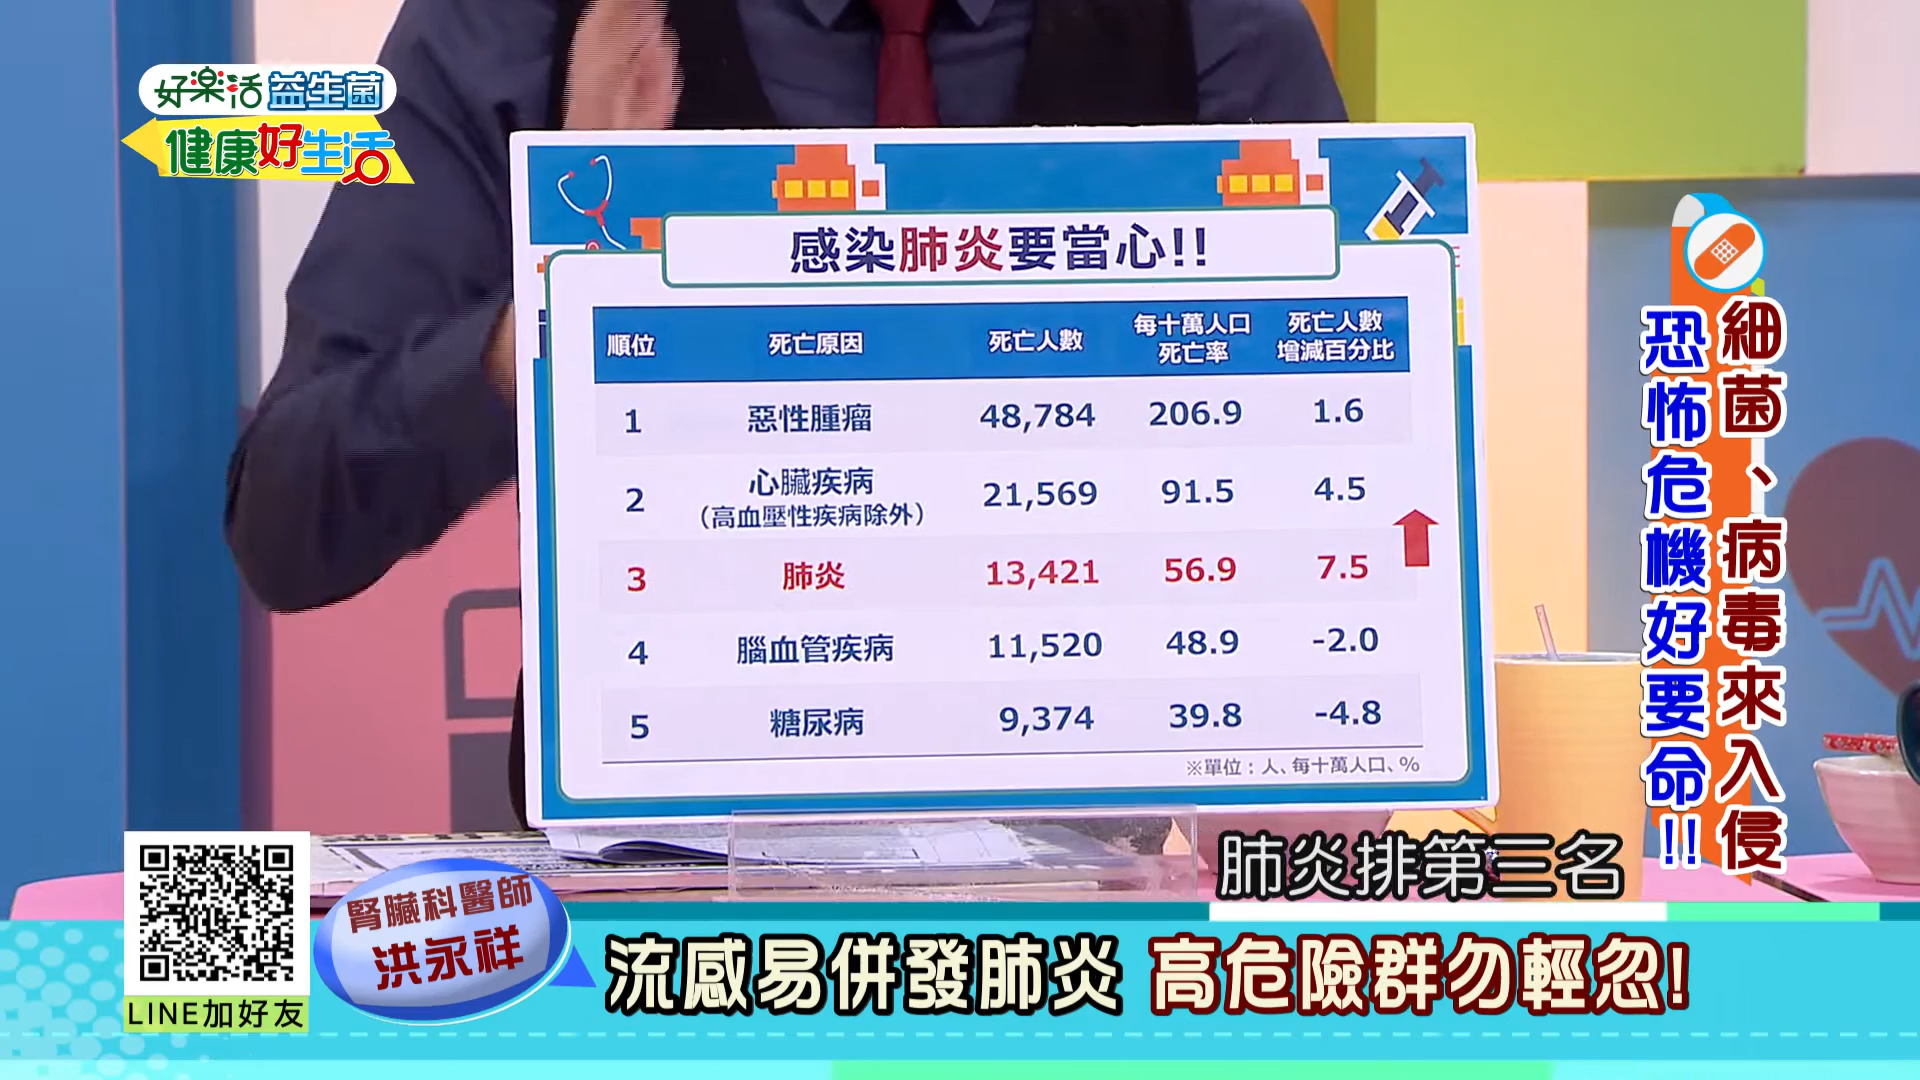 好樂活益生菌
健康好生活
感染肺炎要當心!!
順位 死亡原因 死亡人數 每十萬人口死亡率 死亡人數增減百分比
1 惡性腫瘤 48,784 206.9 1.6
2 心臟疾病(高血壓性疾病除外) 21,569 91.5 4.5
3 肺炎 13,421 56.9 7.5
4 腦血管疾病 11,520 48.9 -2.0
5 糖尿病 9,374 39.8 -4.8
※單位：人、每十萬人口、%
細菌、病毒來入侵
恐怖危機好要命!!
肺炎排第三名
LINE加好友
腎臟科醫師
洪永祥
流感易併發肺炎 高危險群勿輕忽!